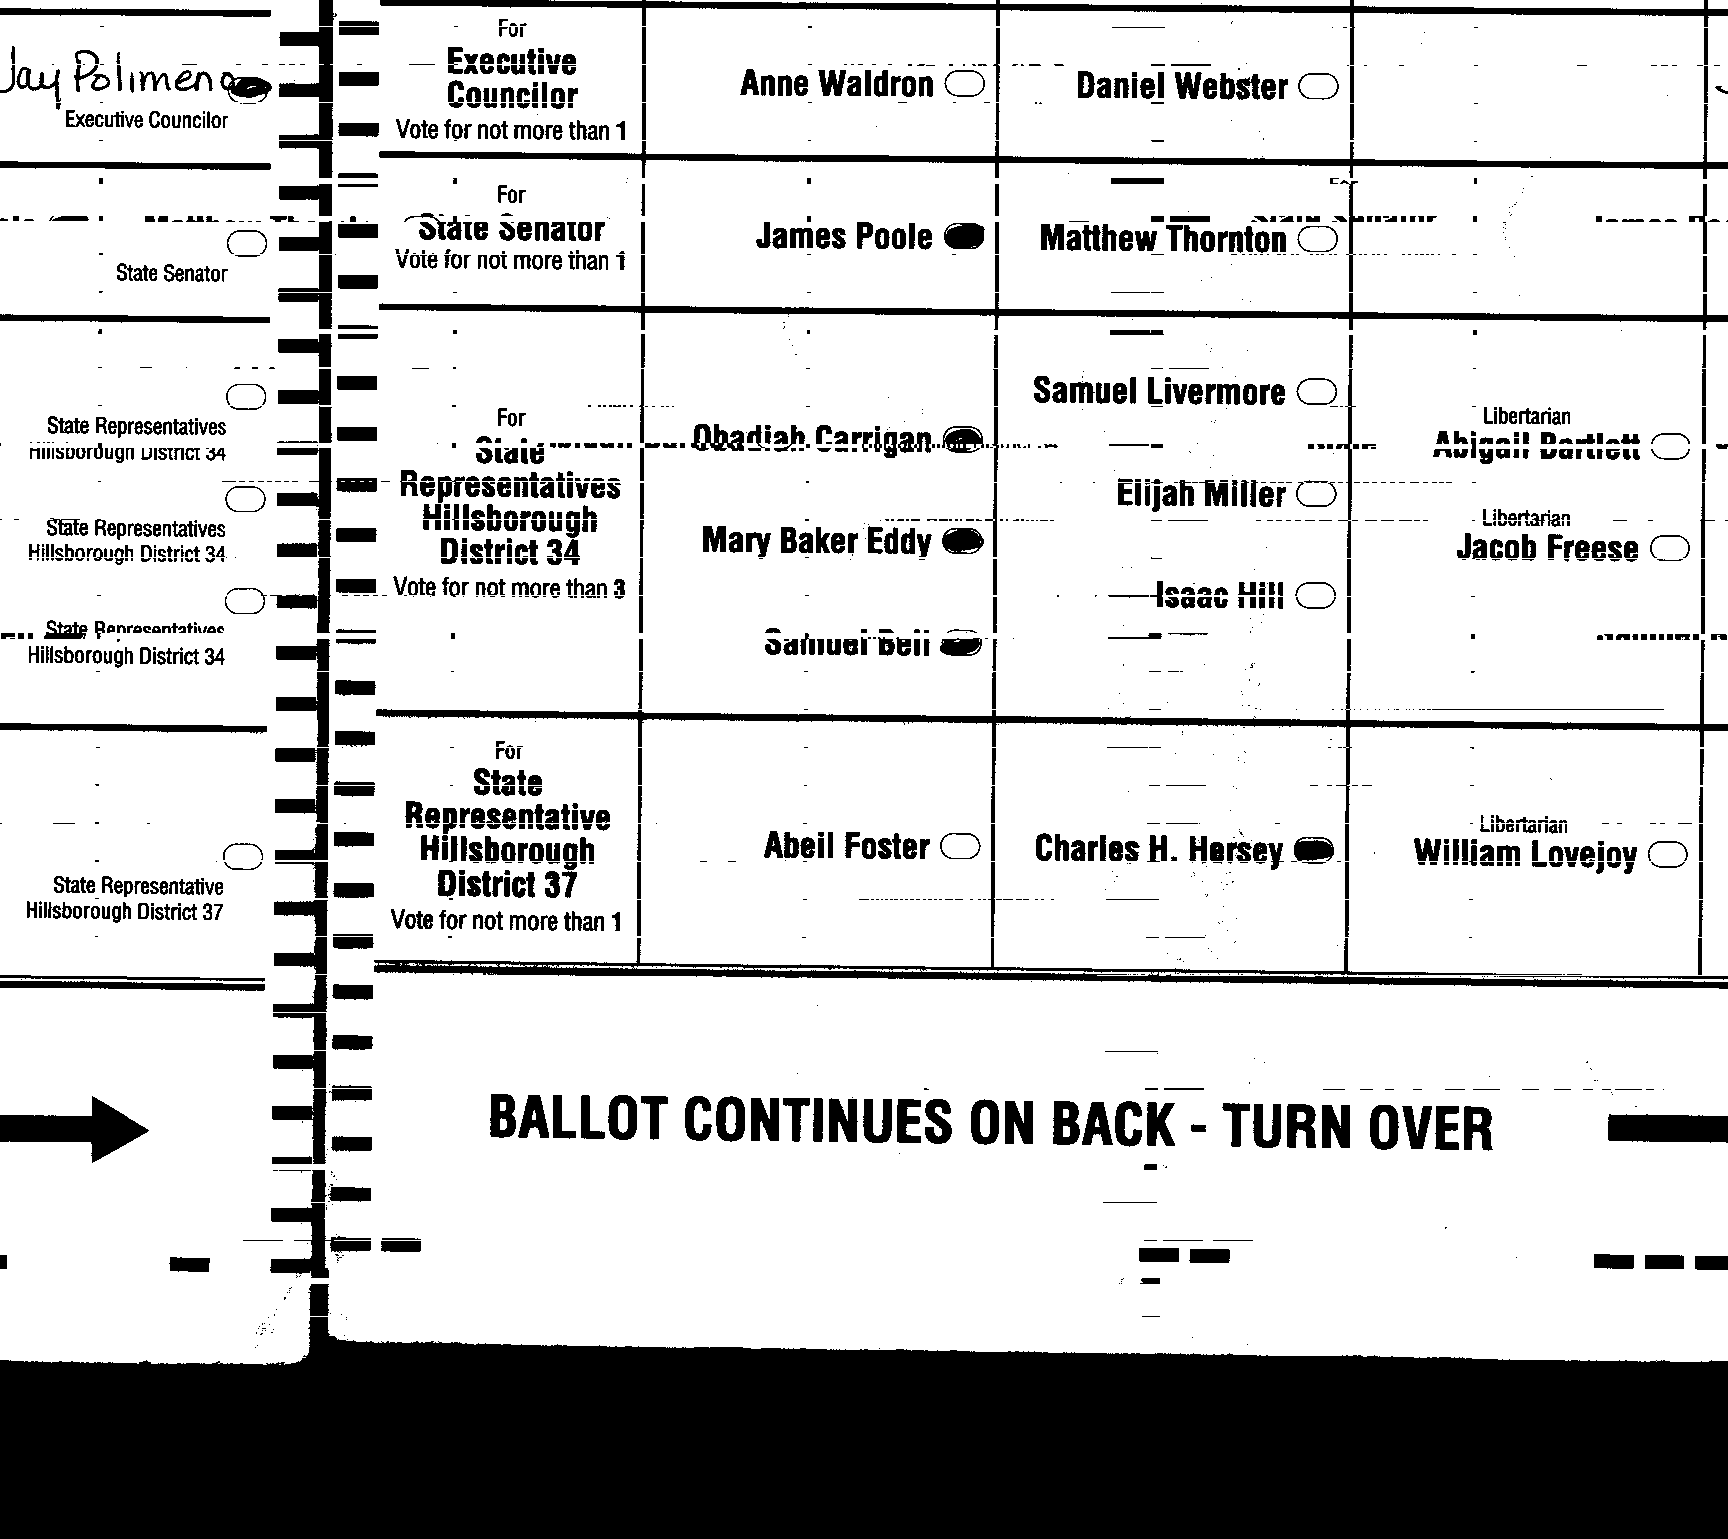 Jay Polimeno
Executive Councilor
State Senator
State Representatives
Hillsborough District 34
State Representatives
Hillsborough District 34
State Representatives
Hillsborough District 34
State Representative
Hillsborough District 37
For
Executive
Councilor
Vote for not more than 1
Anne Waldron
Daniel Webster
For
State Senator
Vote for not more than 1
James Poole
Matthew Thornton
For
State
Representatives
Hillsborough
District 34
Vote for not more than 3
Obadiah Carrigan
Mary Baker Eddy
Samuel Bell
Samuel Livermore
Elijah Miller
Isaac Hill
Libertarian
Abigail Bartlett
Libertarian
Jacob Freese
For
State
Representative
Hillsborough
District 37
Vote for not more than 1
Abeil Foster
Charles H. Hersey
Libertarian
William Lovejoy
BALLOT CONTINUES ON BACK - TURN OVER